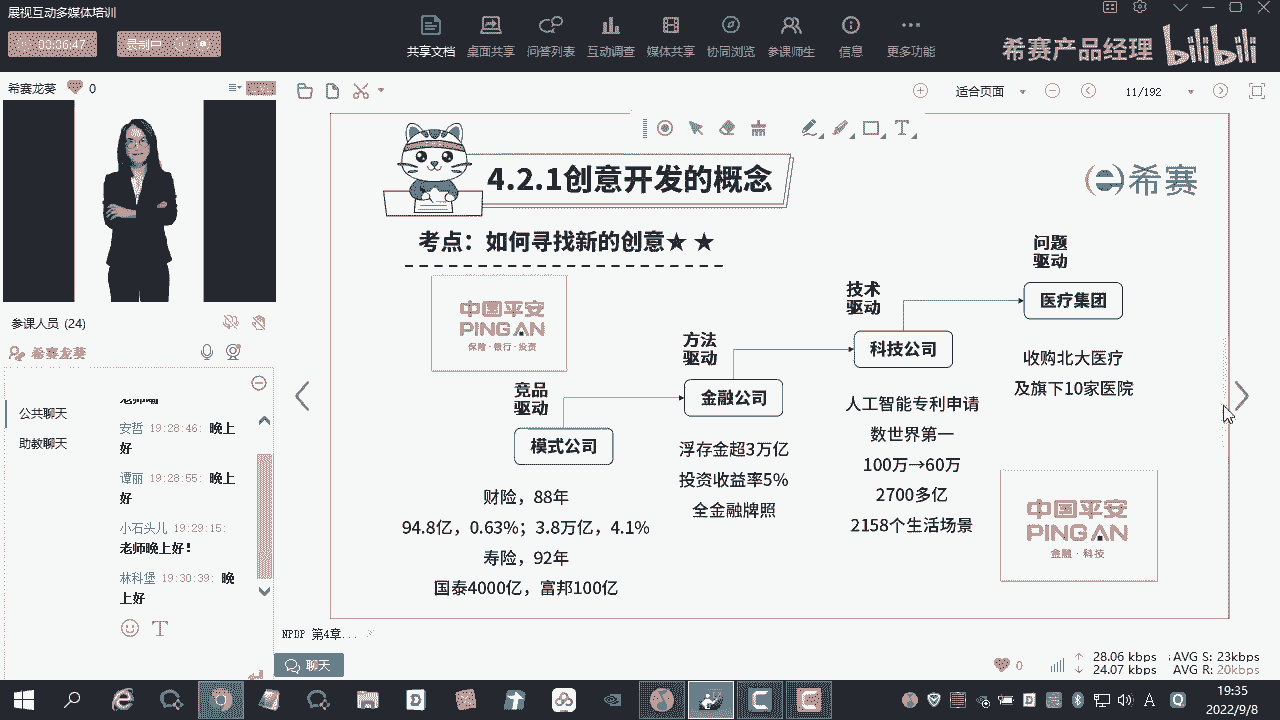 展视互动多媒体培训
00:06:47
录制中
共享文档
桌面共享
问答列表
互动调查
媒体共享
协同浏览
参课师生
信息
更多功能
希赛产品经理
bilibili
希赛龙葵 0
适合页面
11/192
4.2.1创意开发的概念
希赛
考点：如何寻找新的创意★ ★
中国平安
PING AN
保险·银行·投资
竞品
驱动
模式公司
财险，88年
94.8亿，0.63%；3.8万亿，4.1%
寿险，92年
国泰4000亿，富邦100亿
方法
驱动
金融公司
浮存金超3万亿
投资收益率5%
全金融牌照
技术
驱动
科技公司
人工智能专利申请
数世界第一
100万→60万
2700多亿
2158个生活场景
问题
驱动
医疗集团
收购北大医疗
及旗下10家医院
中国平安
PING AN
金融·科技
参课人员 (24)
希赛龙葵
公共聊天
助教聊天
安哲 19:28:46: 晚上
好
谭丽 19:28:55: 晚上
好
小石头儿 19:29:15:
老师晚上好！
林科堡 19:30:39: 晚
上好
NPDP 第4章...
聊天
0
28.06 kbps
AVG S: 23kbps
24.07 kbps
AVG R: 20kbps
19:35
2022/9/8